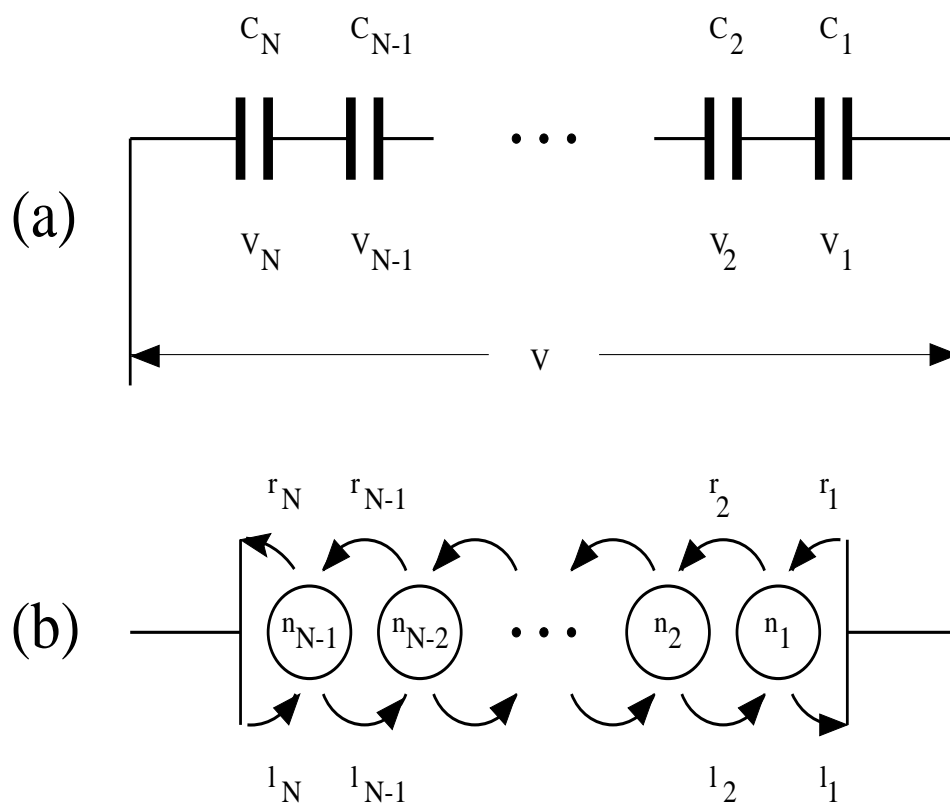 C_N C_{N-1} C_2 C_1
(a)
V_N V_{N-1} ... V_2 V_1
V
r_N r_{N-1} r_2 r_1
(b) n_{N-1} n_{N-2} ... n_2 n_1
l_N l_{N-1} l_2 l_1